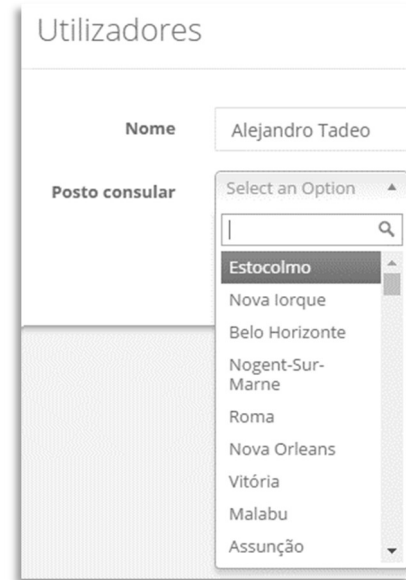 Utilizadores
Nome
Alejandro Tadeo
Posto consular
Select an Option
Estocolmo
Nova Iorque
Belo Horizonte
Nogent-Sur-
Marne
Roma
Nova Orleans
Vitória
Malabu
Assunção